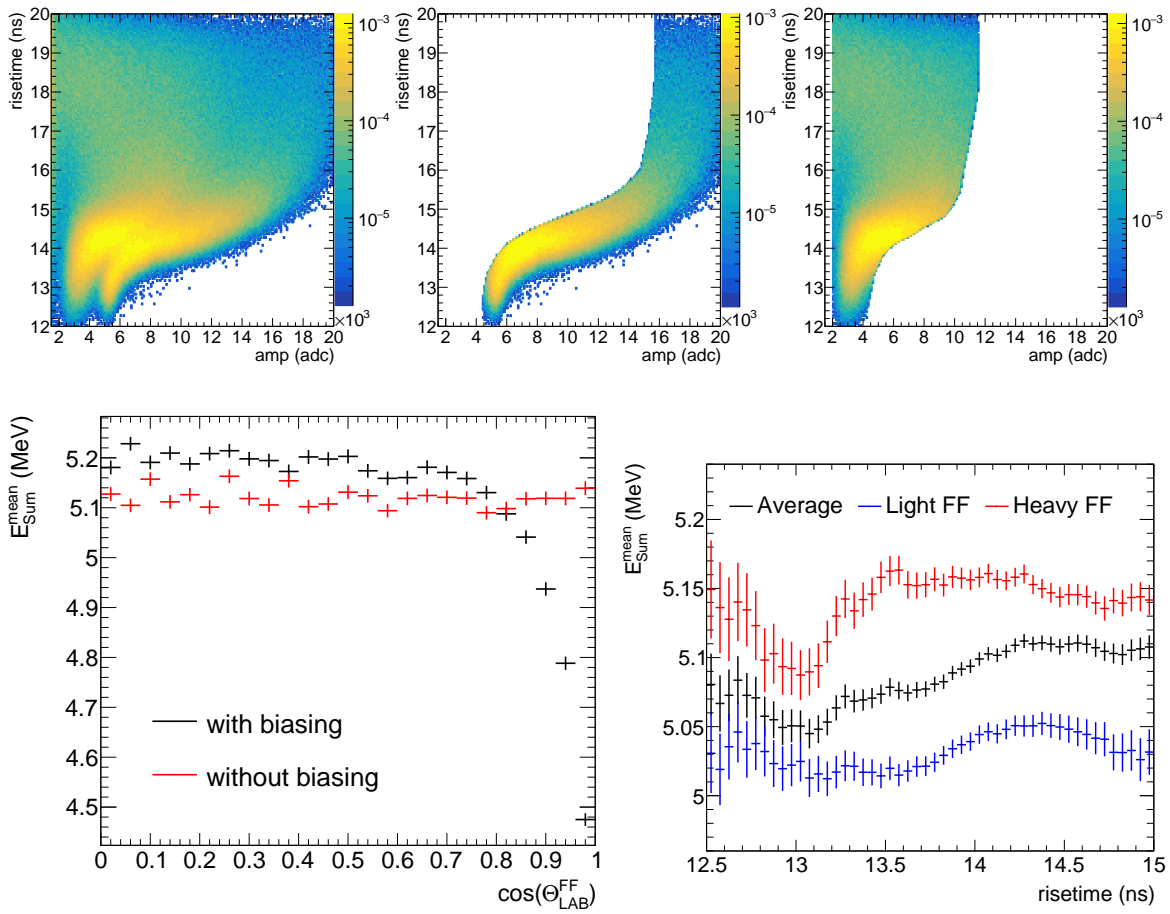 risetime (ns)
20
19
18
17
16
15
14
13
12
2 4 6 8 10 12 14 16 18 20
×10³
amp (adc)
10⁻³
10⁻⁴
10⁻⁵
risetime (ns)
20
19
18
17
16
15
14
13
12
2 4 6 8 10 12 14 16 18 20
×10³
amp (adc)
10⁻³
10⁻⁴
10⁻⁵
risetime (ns)
20
19
18
17
16
15
14
13
12
2 4 6 8 10 12 14 16 18 20
×10³
amp (adc)
10⁻³
10⁻⁴
10⁻⁵
E_Sum^mean (MeV)
5.2
5.1
5
4.9
4.8
4.7
4.6
4.5
with biasing
without biasing
0 0.1 0.2 0.3 0.4 0.5 0.6 0.7 0.8 0.9 1
cos(Θ_LAB^FF)
E_Sum^mean (MeV)
5.2
5.15
5.1
5.05
5
Average Light FF Heavy FF
12.5 13 13.5 14 14.5 15
risetime (ns)